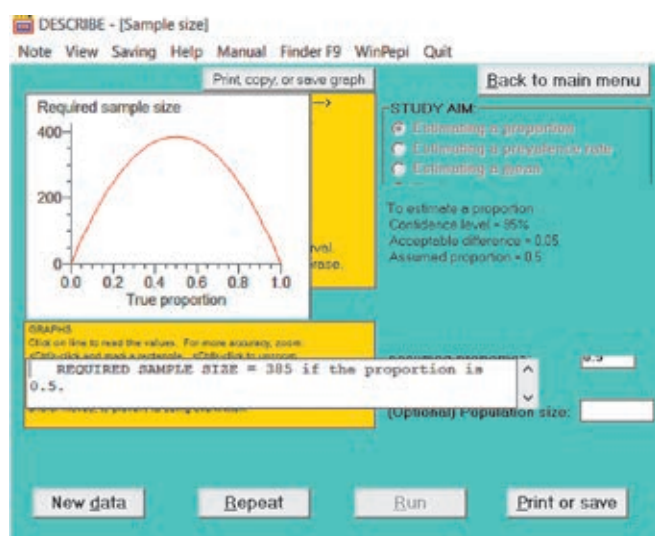 DESCRIBE - [Sample size]
Note View Saving Help Manual Finder F9 WinPepi Quit
Print, copy, or save graph
Back to main menu
Required sample size
-->
400
200
0
0.0 0.2 0.4 0.6 0.8 1.0
True proportion
rval.
rase.
STUDY AIM:
Estimating a proportion
Estimating a prevalence rate
Estimating a mean
To estimate a proportion
Confidence level = 95%
Acceptable difference = 0.05
Assumed proportion = 0.5
GRAPHS
Click on line to read the values. For more accuracy, zoom:
REQUIRED SAMPLE SIZE = 385 if the proportion is
0.5.
0.5
(Optional) Population size:
New data
Repeat
Run
Print or save